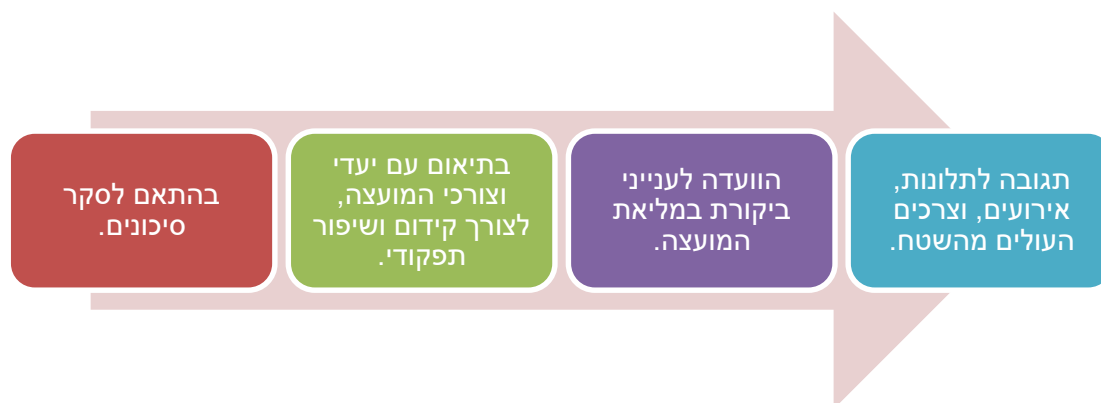 בהתאם לסקר
סיכונים.
בתיאום עם יעדי
וצורכי המועצה,
לצורך קידום ושיפור
תפקודי.
הוועדה לענייני
ביקורת במליאת
המועצה.
תגובה לתלונות,
אירועים, וצרכים
העולים מהשטח.